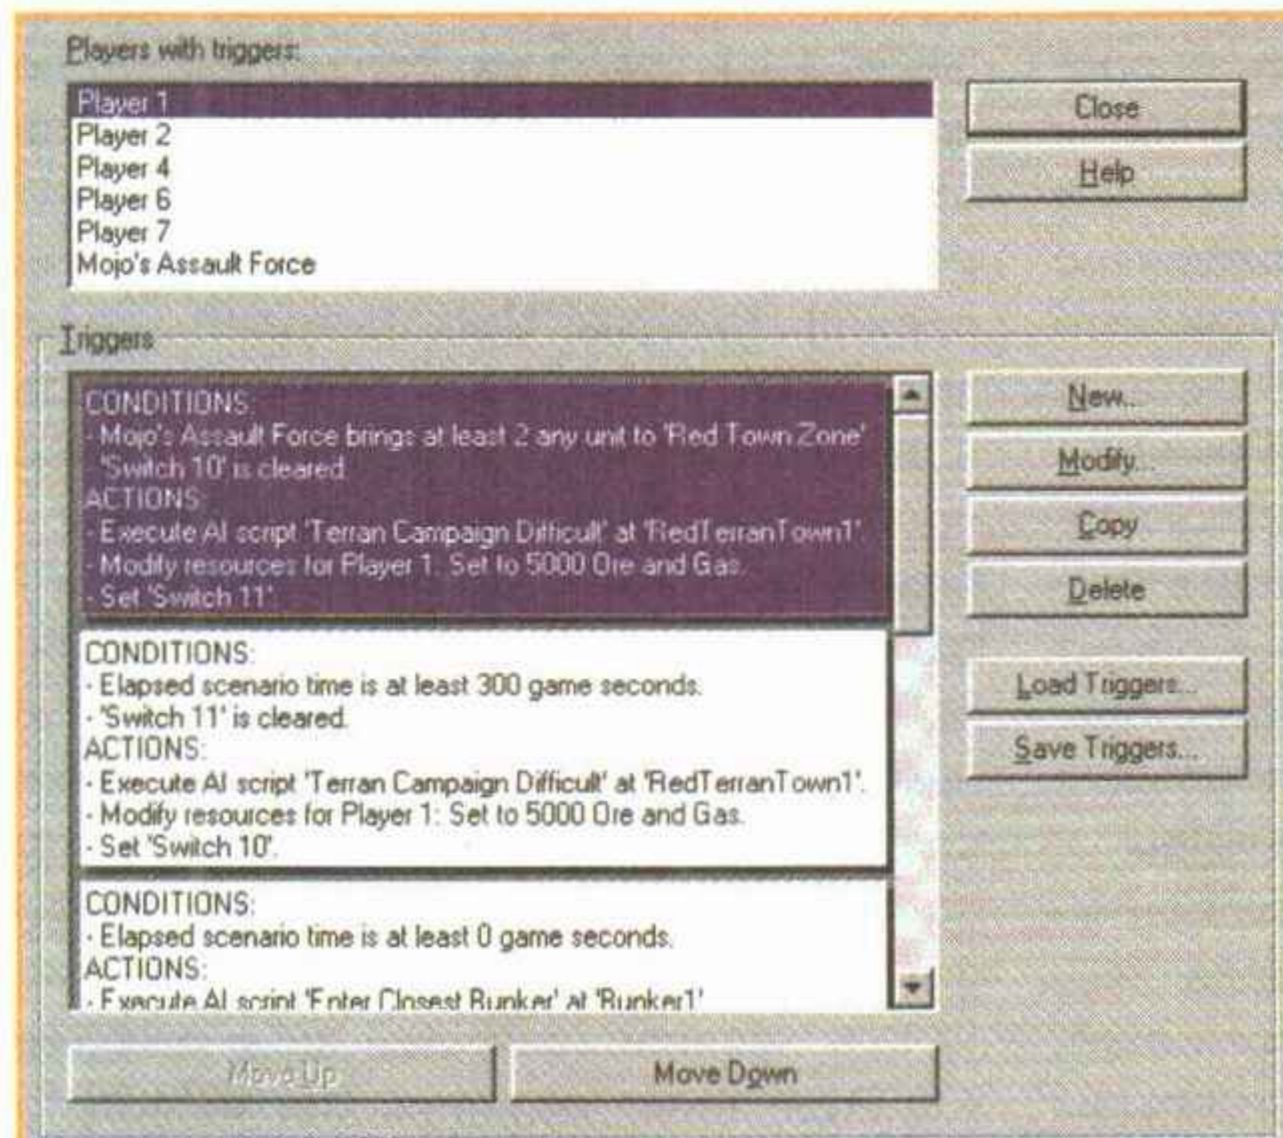 Players with triggers:
Player 1
Player 2
Player 4
Player 6
Player 7
Mojo's Assault Force
Close
Help
Triggers
CONDITIONS:
- Mojo's Assault Force brings at least 2 any unit to 'Red Town Zone'
'Switch 10' is cleared
ACTIONS:
- Execute AI script 'Terran Campaign Difficult' at 'RedTerranTown1'.
- Modify resources for Player 1: Set to 5000 Ore and Gas.
- Set 'Switch 11'
CONDITIONS:
- Elapsed scenario time is at least 300 game seconds.
- 'Switch 11' is cleared.
ACTIONS:
- Execute AI script 'Terran Campaign Difficult' at 'RedTerranTown1'.
- Modify resources for Player 1: Set to 5000 Ore and Gas.
- Set 'Switch 10'.
CONDITIONS:
- Elapsed scenario time is at least 0 game seconds.
ACTIONS:
- Execute AI script 'Enter Closest Bunker' at 'Bunker1'
New...
Modify...
Copy
Delete
Load Triggers...
Save Triggers...
Move Up
Move Down